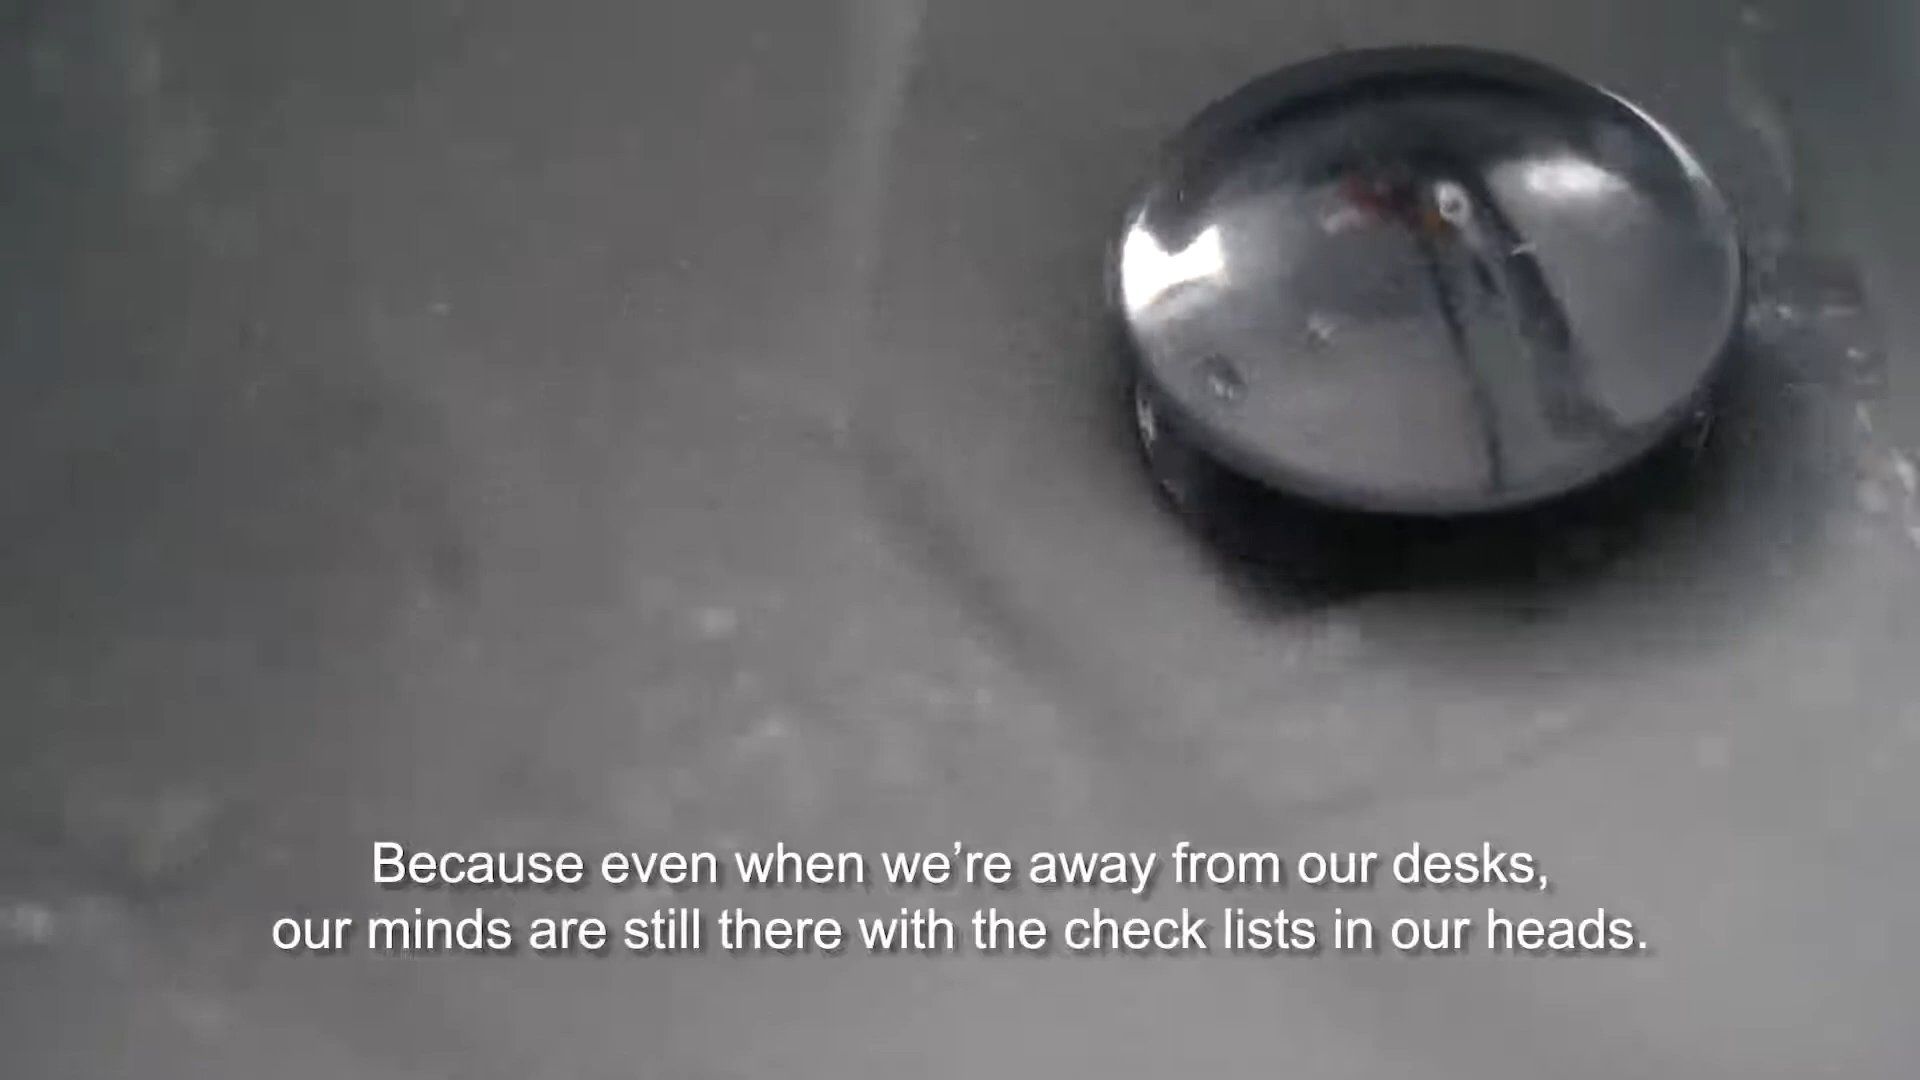 Because even when we’re away from our desks,
our minds are still there with the check lists in our heads.